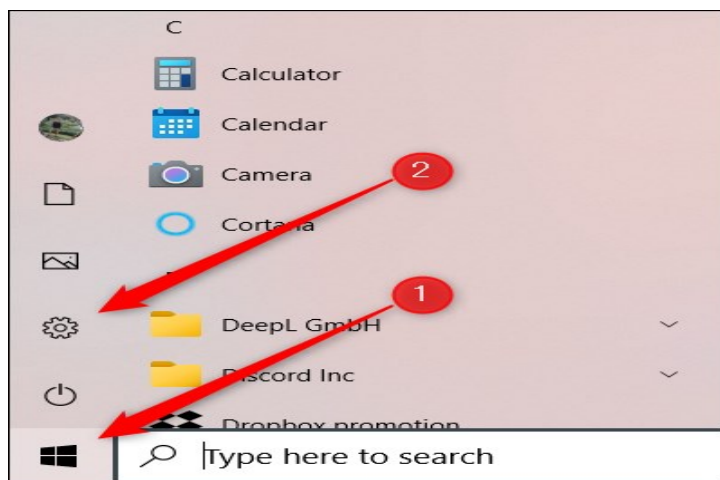 C
Calculator
Calendar
Camera
2
Cortana
1
DeepL GmbH
Discord Inc
Dropbox promotion
Type here to search